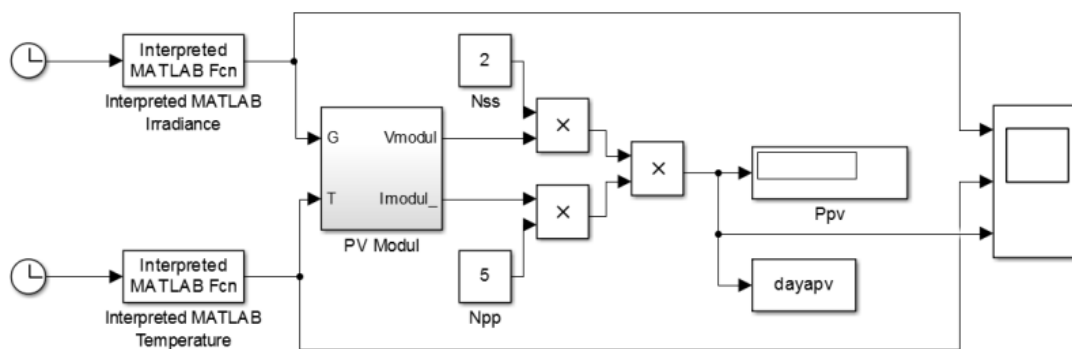 Interpreted
MATLAB Fcn
Interpreted MATLAB
Irradiance
2
Nss
×
G
Vmodul
T
Imodul_
PV Modul
×
×
Ppv
5
Npp
dayapv
Interpreted
MATLAB Fcn
Interpreted MATLAB
Temperature